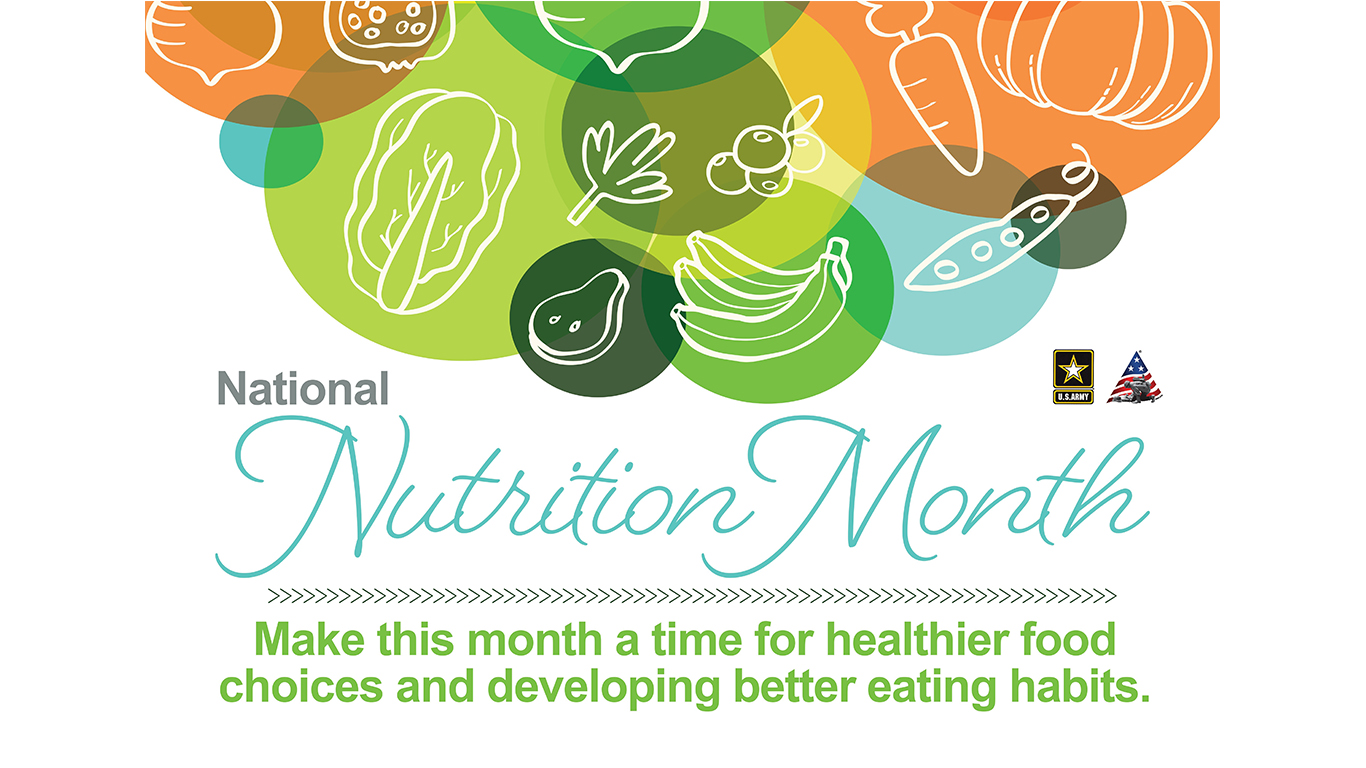 U.S.ARMY
National
Nutrition Month
Make this month a time for healthier food
choices and developing better eating habits.